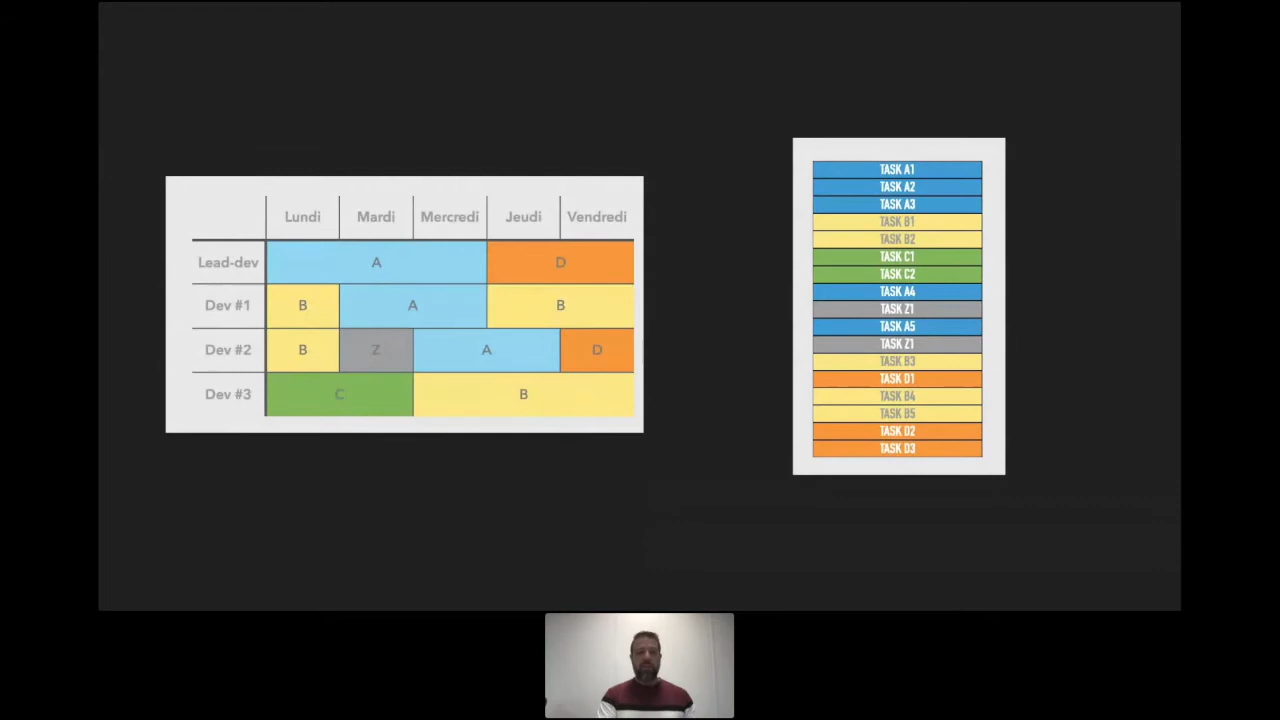 Lundi Mardi Mercredi Jeudi Vendredi
Lead-dev A D
Dev #1 B A B
Dev #2 B Z A D
Dev #3 C B
TASK A1
TASK A2
TASK A3
TASK B1
TASK B2
TASK C1
TASK C2
TASK A4
TASK Z1
TASK A5
TASK Z1
TASK B3
TASK D1
TASK B4
TASK B5
TASK D2
TASK D3